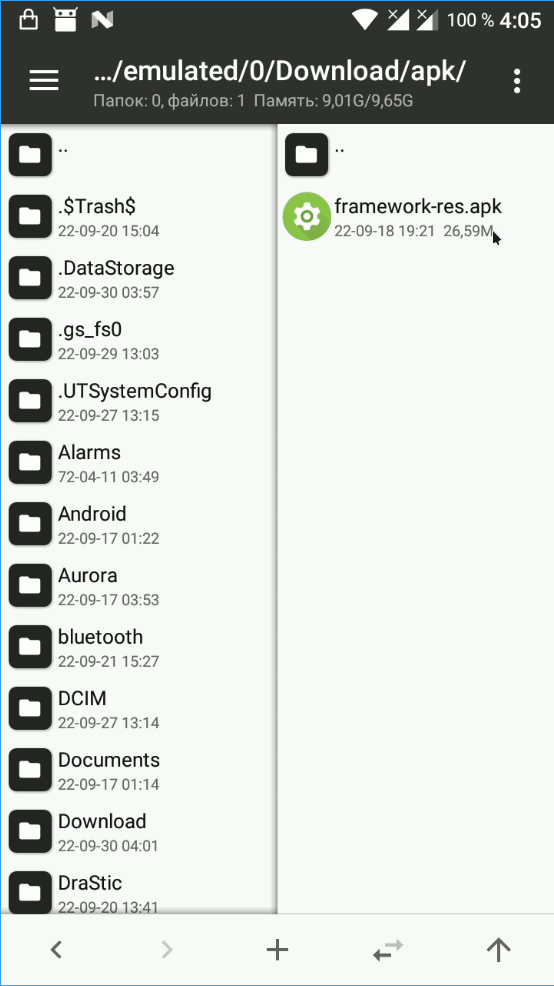 100 % 4:05
.../emulated/0/Download/apk/
Папок: 0, файлов: 1 Память: 9,01G/9,65G
..
.$Trash$
22-09-20 15:04
.DataStorage
22-09-30 03:57
.gs_fs0
22-09-29 13:03
.UTSystemConfig
22-09-27 13:15
Alarms
72-04-11 03:49
Android
22-09-17 01:22
Aurora
22-09-17 03:53
bluetooth
22-09-21 15:27
DCIM
22-09-27 13:14
Documents
22-09-17 01:14
Download
22-09-30 04:01
DraStic
22-09-20 13:41
..
framework-res.apk
22-09-18 19:21 26,59M